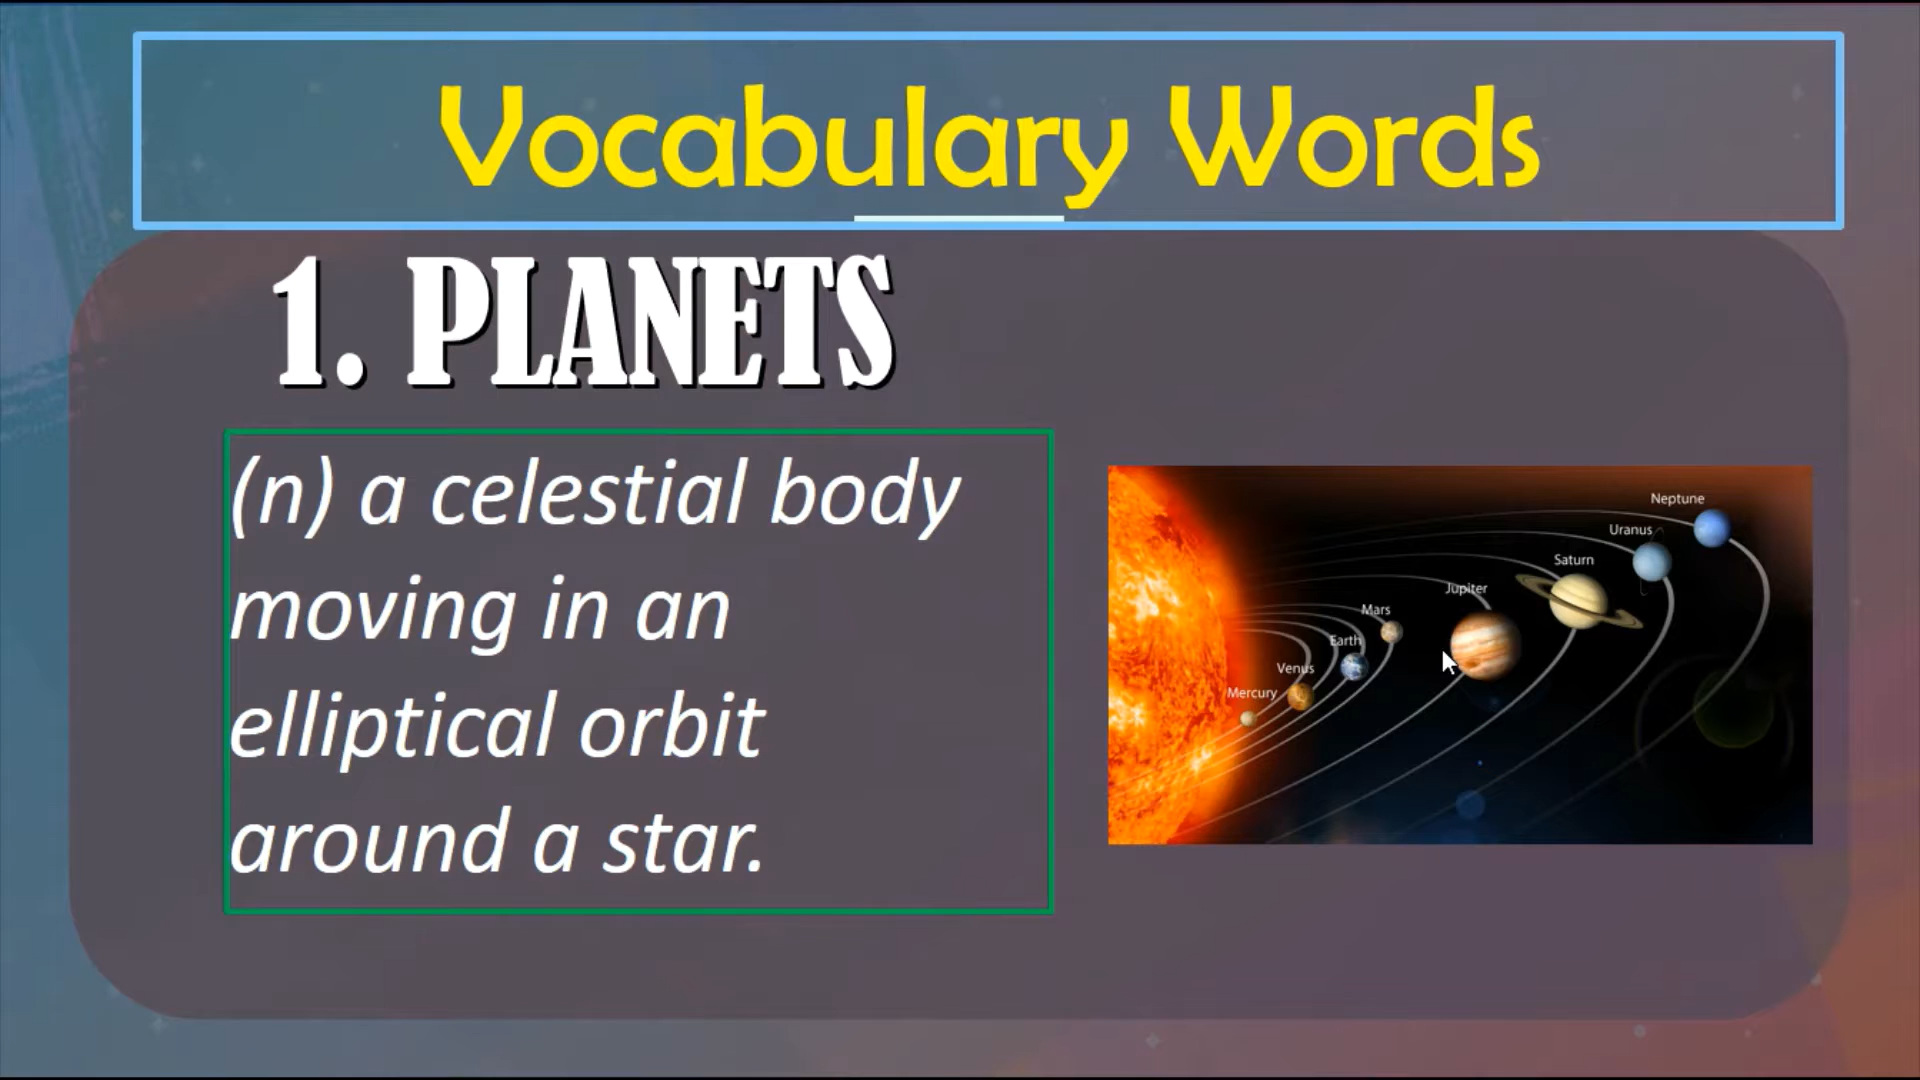 Vocabulary Words
1. PLANETS
(n) a celestial body
moving in an
elliptical orbit
around a star.
Neptune
Uranus
Saturn
Jupiter
Mars
Earth
Venus
Mercury